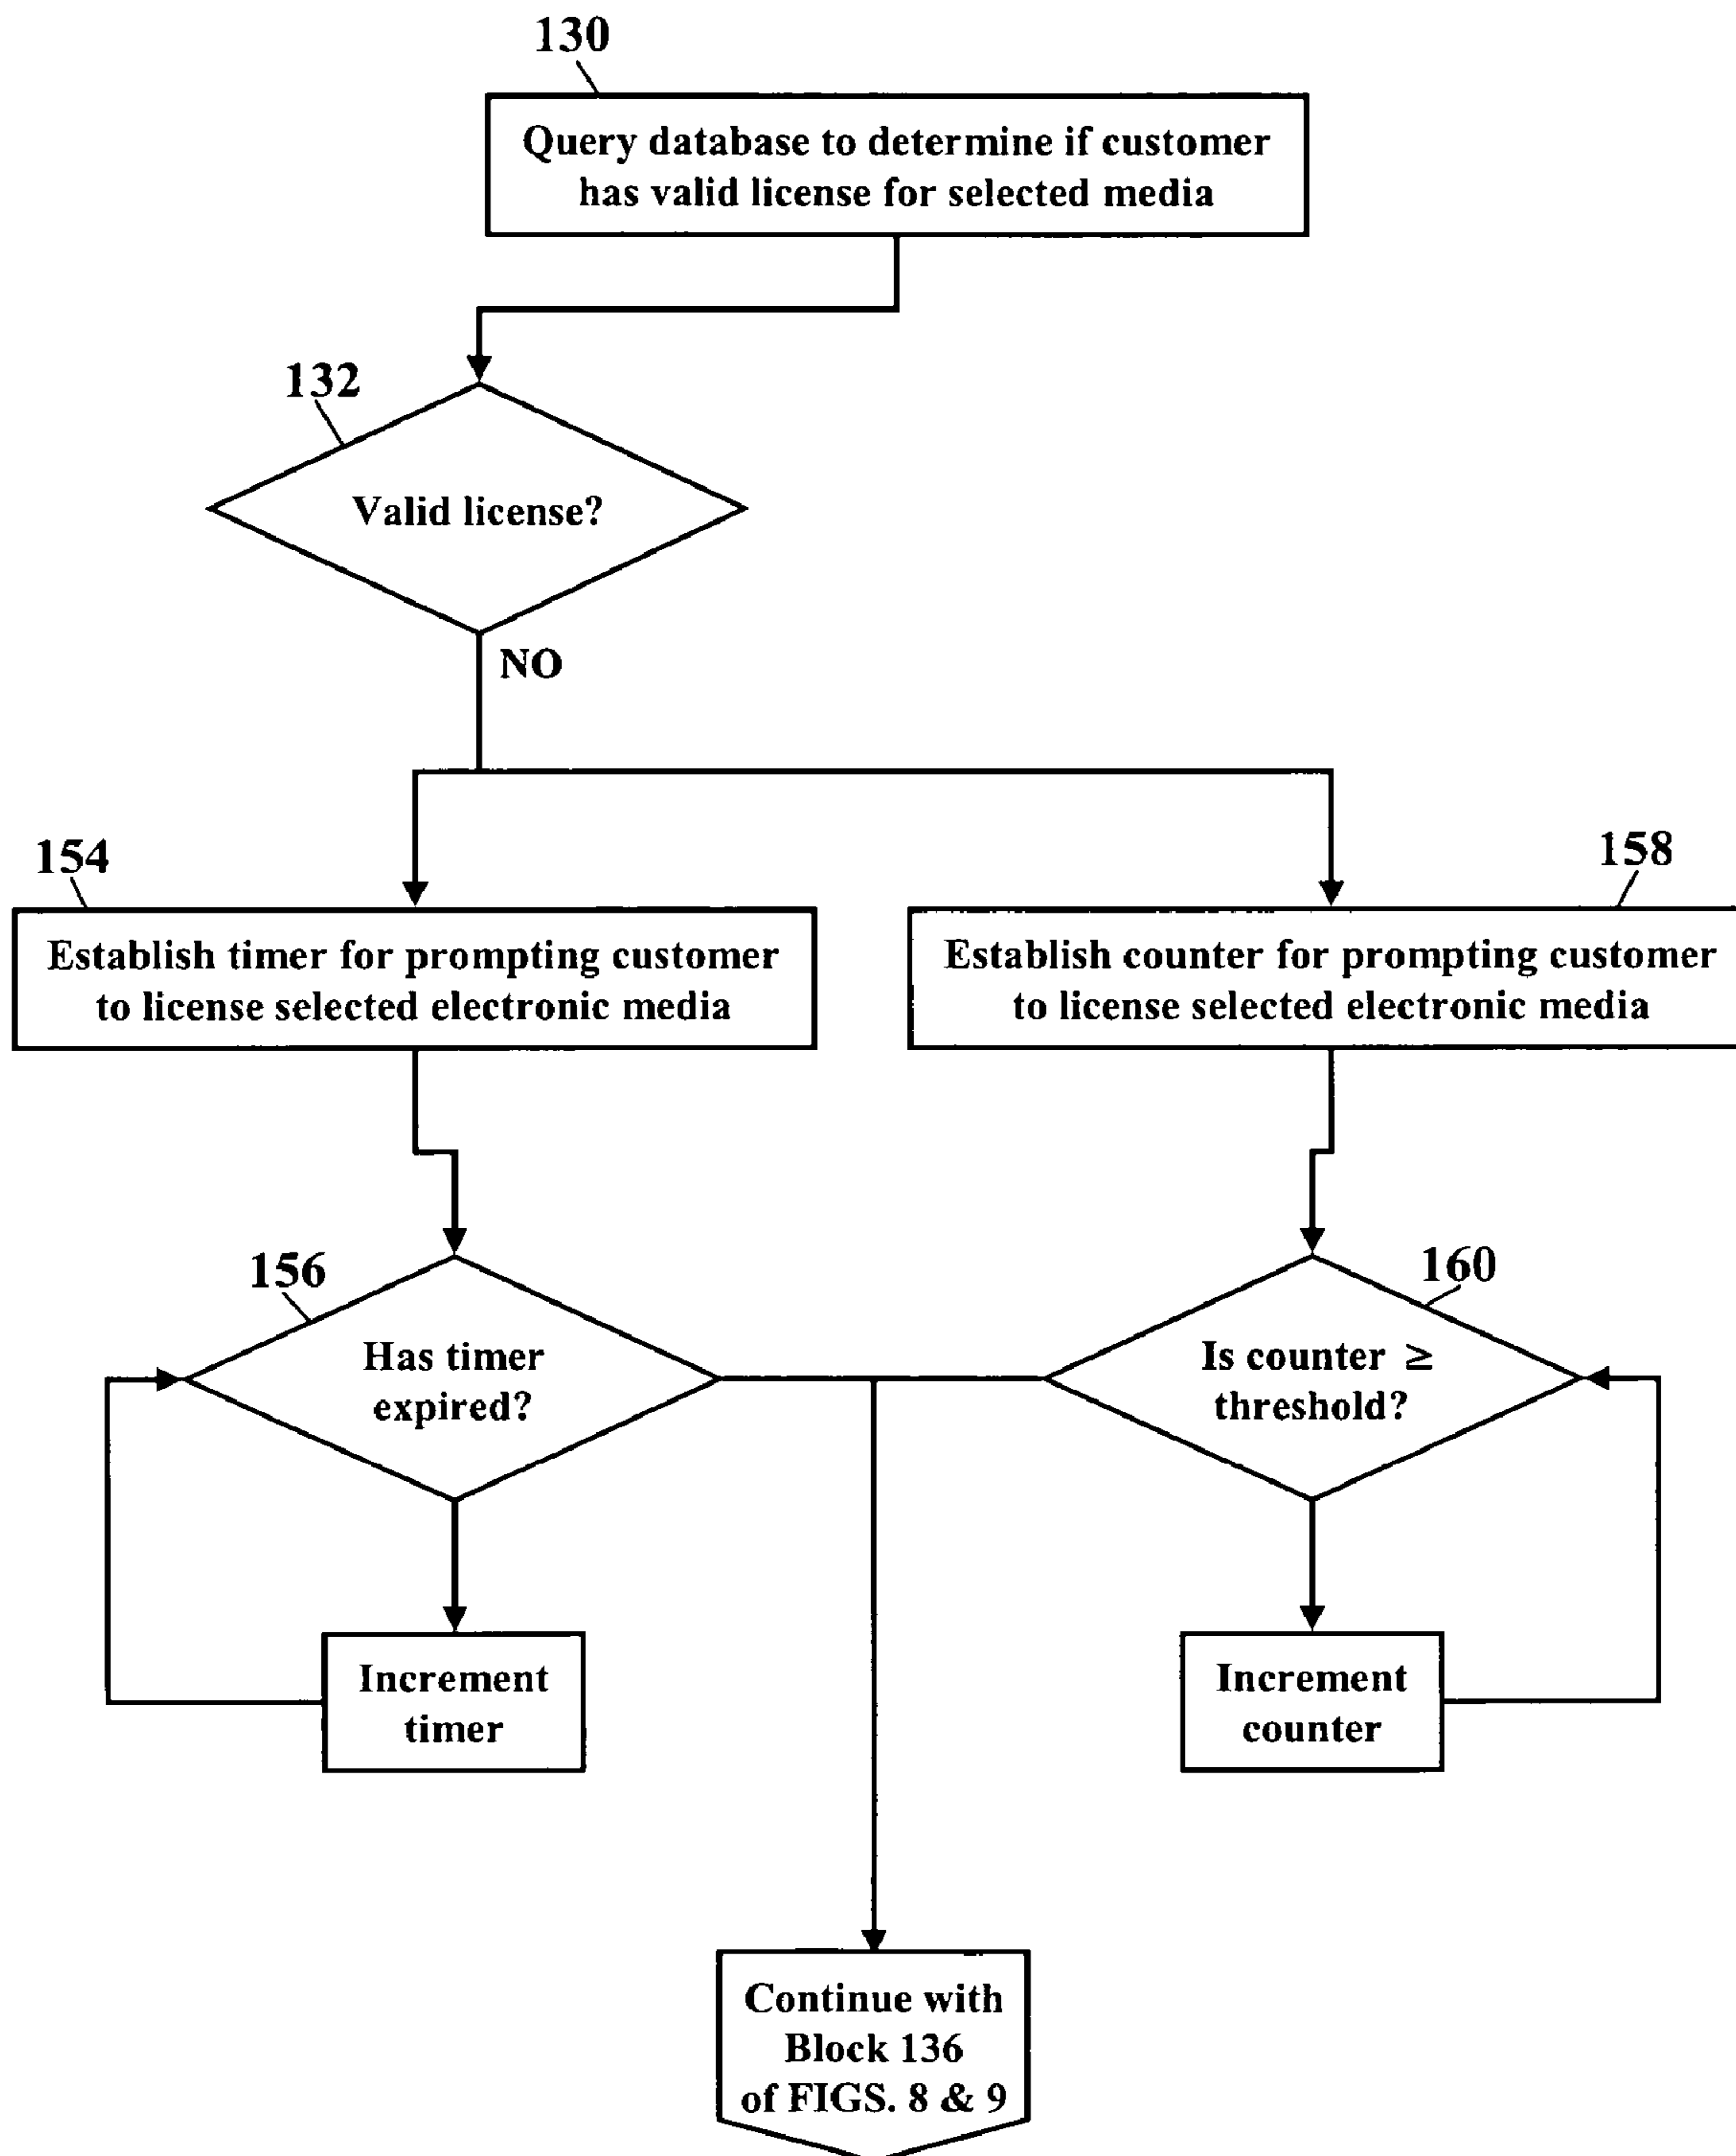 130
Query database to determine if customer
has valid license for selected media
132
Valid license?
NO
154
Establish timer for prompting customer
to license selected electronic media
158
Establish counter for prompting customer
to license selected electronic media
156
Has timer
expired?
160
Is counter ≥
threshold?
Increment
timer
Increment
counter
Continue with
Block 136
of FIGS. 8 & 9